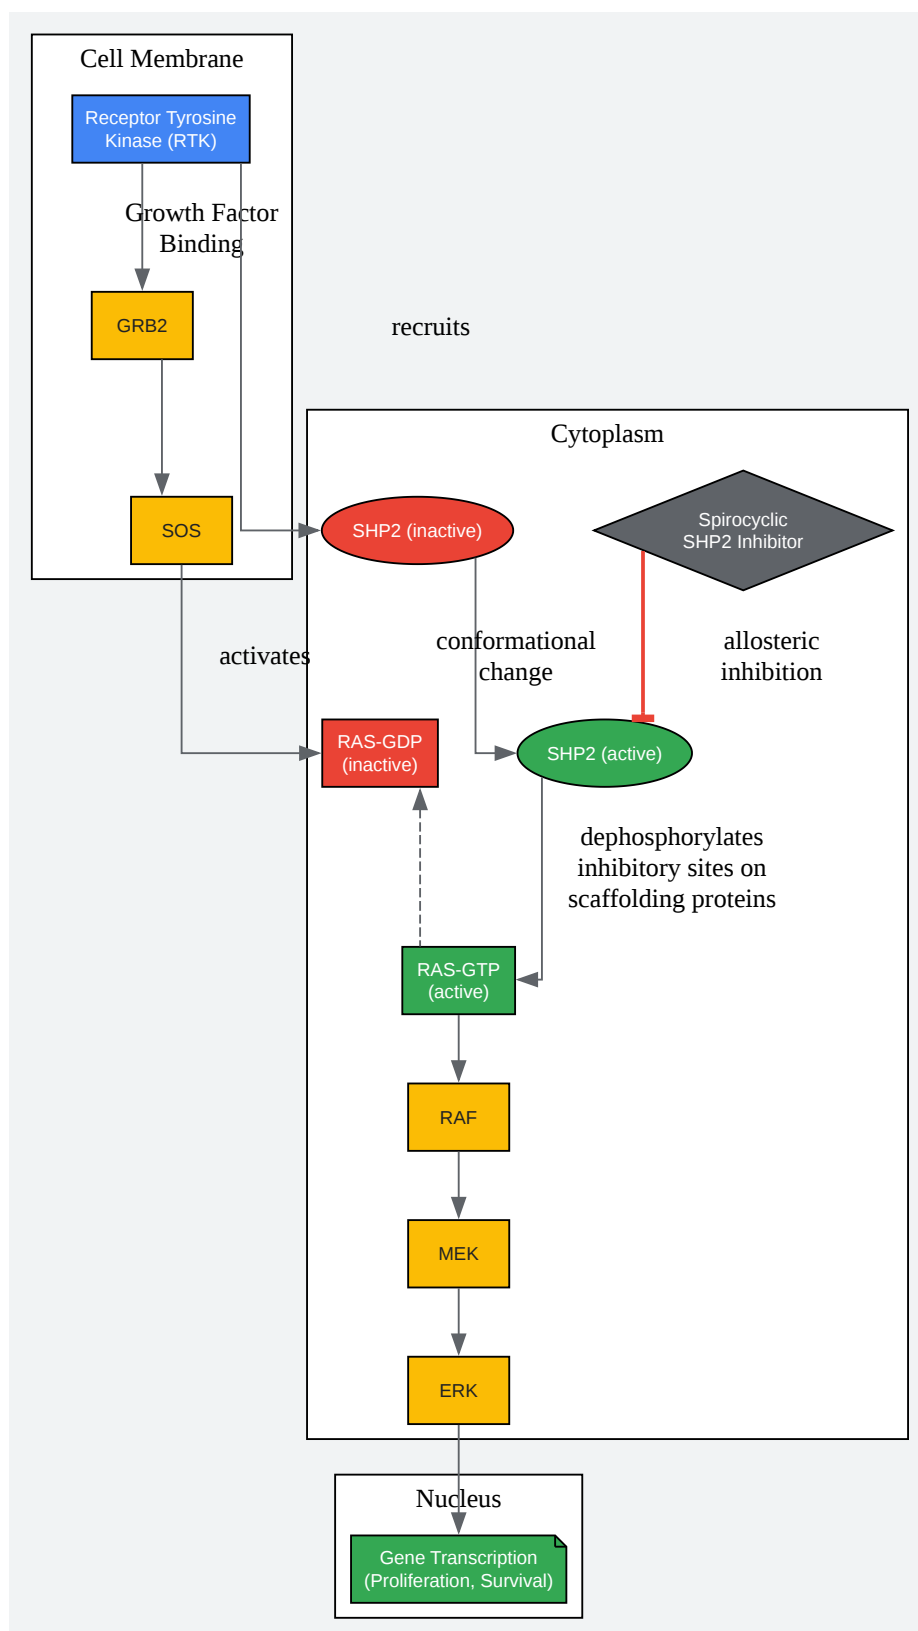 Cell Membrane
Receptor Tyrosine
Kinase (RTK)
Growth Factor
Binding
GRB2
recruits
Cytoplasm
SOS
SHP2 (inactive)
Spirocyclic
SHP2 Inhibitor
activates
conformational
change
allosteric
inhibition
RAS-GDP
(inactive)
SHP2 (active)
dephosphorylates
inhibitory sites on
scaffolding proteins
RAS-GTP
(active)
RAF
MEK
ERK
Nucleus
Gene Transcription
(Proliferation, Survival)